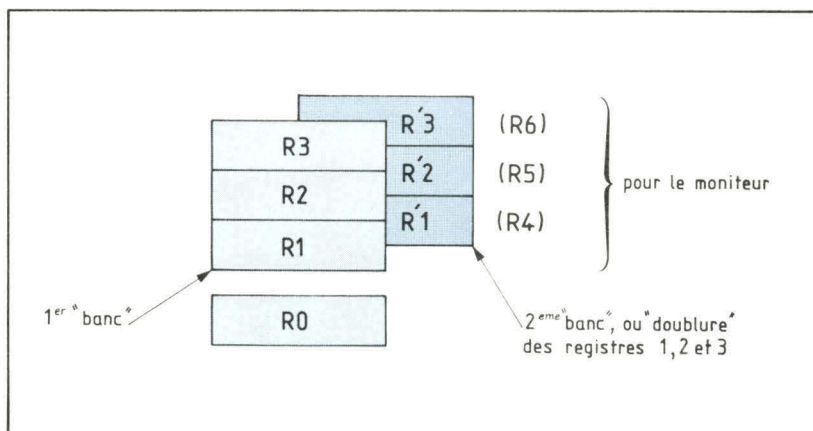 R'3 (R6)
R3
R'2 (R5)
pour le moniteur
R2
R'1 (R4)
R1
1er "banc"
R0
2eme "banc", ou "doublure"
des registres 1, 2 et 3